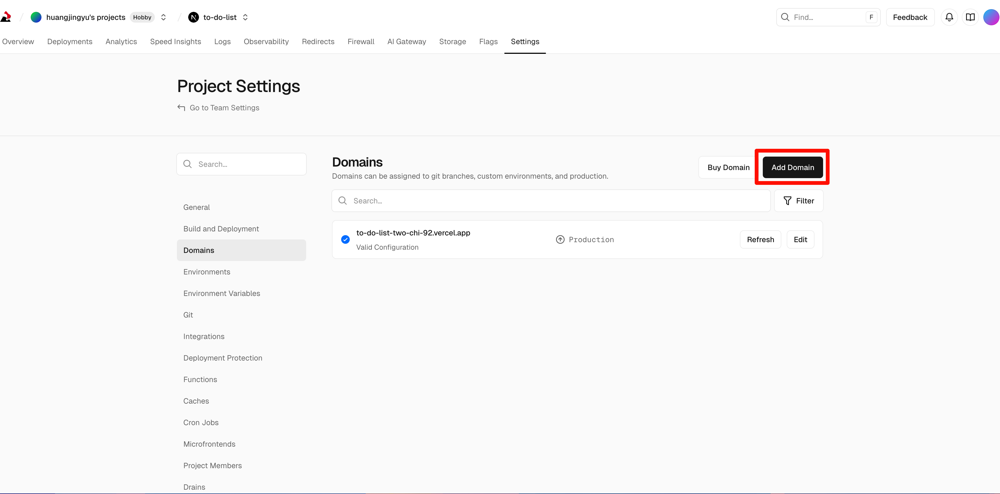 huangjingyu's projects Hobby to-do-list Find... F Feedback
Overview Deployments Analytics Speed Insights Logs Observability Redirects Firewall AI Gateway Storage Flags Settings
Project Settings
Go to Team Settings
Search...
General
Build and Deployment
Domains
Environments
Environment Variables
Git
Integrations
Deployment Protection
Functions
Caches
Cron Jobs
Microfrontends
Project Members
Drains
Domains
Domains can be assigned to git branches, custom environments, and production.
Buy Domain Add Domain
Search... Filter
to-do-list-two-chi-92.vercel.app
Valid Configuration
Production
Refresh Edit